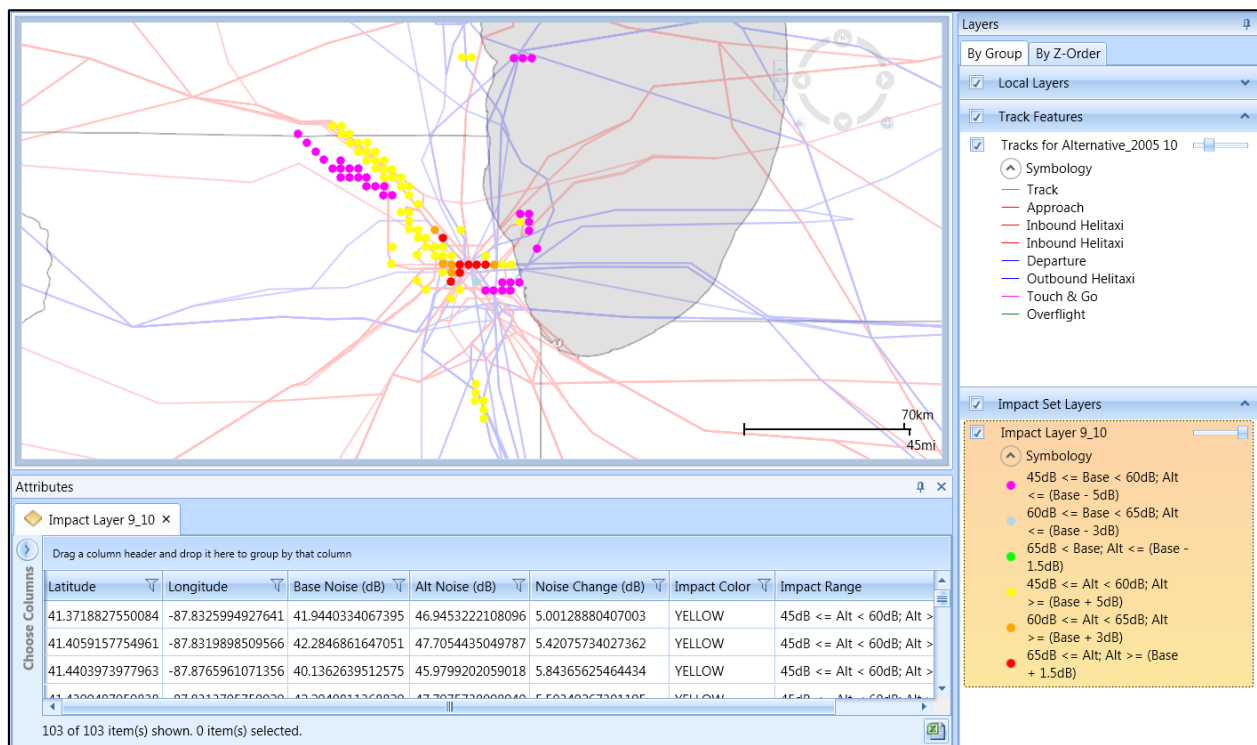 70km
45mi
Layers
By Group
By Z-Order
Local Layers
Track Features
Tracks for Alternative_2005 10
Symbology
Track
Approach
Inbound Helitaxi
Inbound Helitaxi
Departure
Outbound Helitaxi
Touch & Go
Overflight
Impact Set Layers
Impact Layer 9_10
Symbology
45dB <= Base < 60dB; Alt
<= (Base - 5dB)
60dB <= Base < 65dB; Alt
<= (Base - 3dB)
65dB < Base; Alt <= (Base -
1.5dB)
45dB <= Alt < 60dB; Alt
>= (Base + 5dB)
60dB <= Alt < 65dB; Alt
>= (Base + 3dB)
65dB <= Alt; Alt >= (Base
+ 1.5dB)
Attributes
Impact Layer 9_10
Choose Columns
Drag a column header and drop it here to group by that column
Latitude Longitude Base Noise (dB) Alt Noise (dB) Noise Change (dB) Impact Color Impact Range
41.3718827550084 -87.8325994927641 41.9440334067395 46.9453222108096 5.00128880407003 YELLOW 45dB <= Alt < 60dB; Alt >
41.4059157754961 -87.8319898509566 42.2846861647051 47.7054435049787 5.42075734027362 YELLOW 45dB <= Alt < 60dB; Alt >
41.4403973977963 -87.8765961071356 40.1362639512575 45.9799202059018 5.84365625464434 YELLOW 45dB <= Alt < 60dB; Alt >
YELLOW 45dB <= Alt < 60dB; Alt >
103 of 103 item(s) shown. 0 item(s) selected.